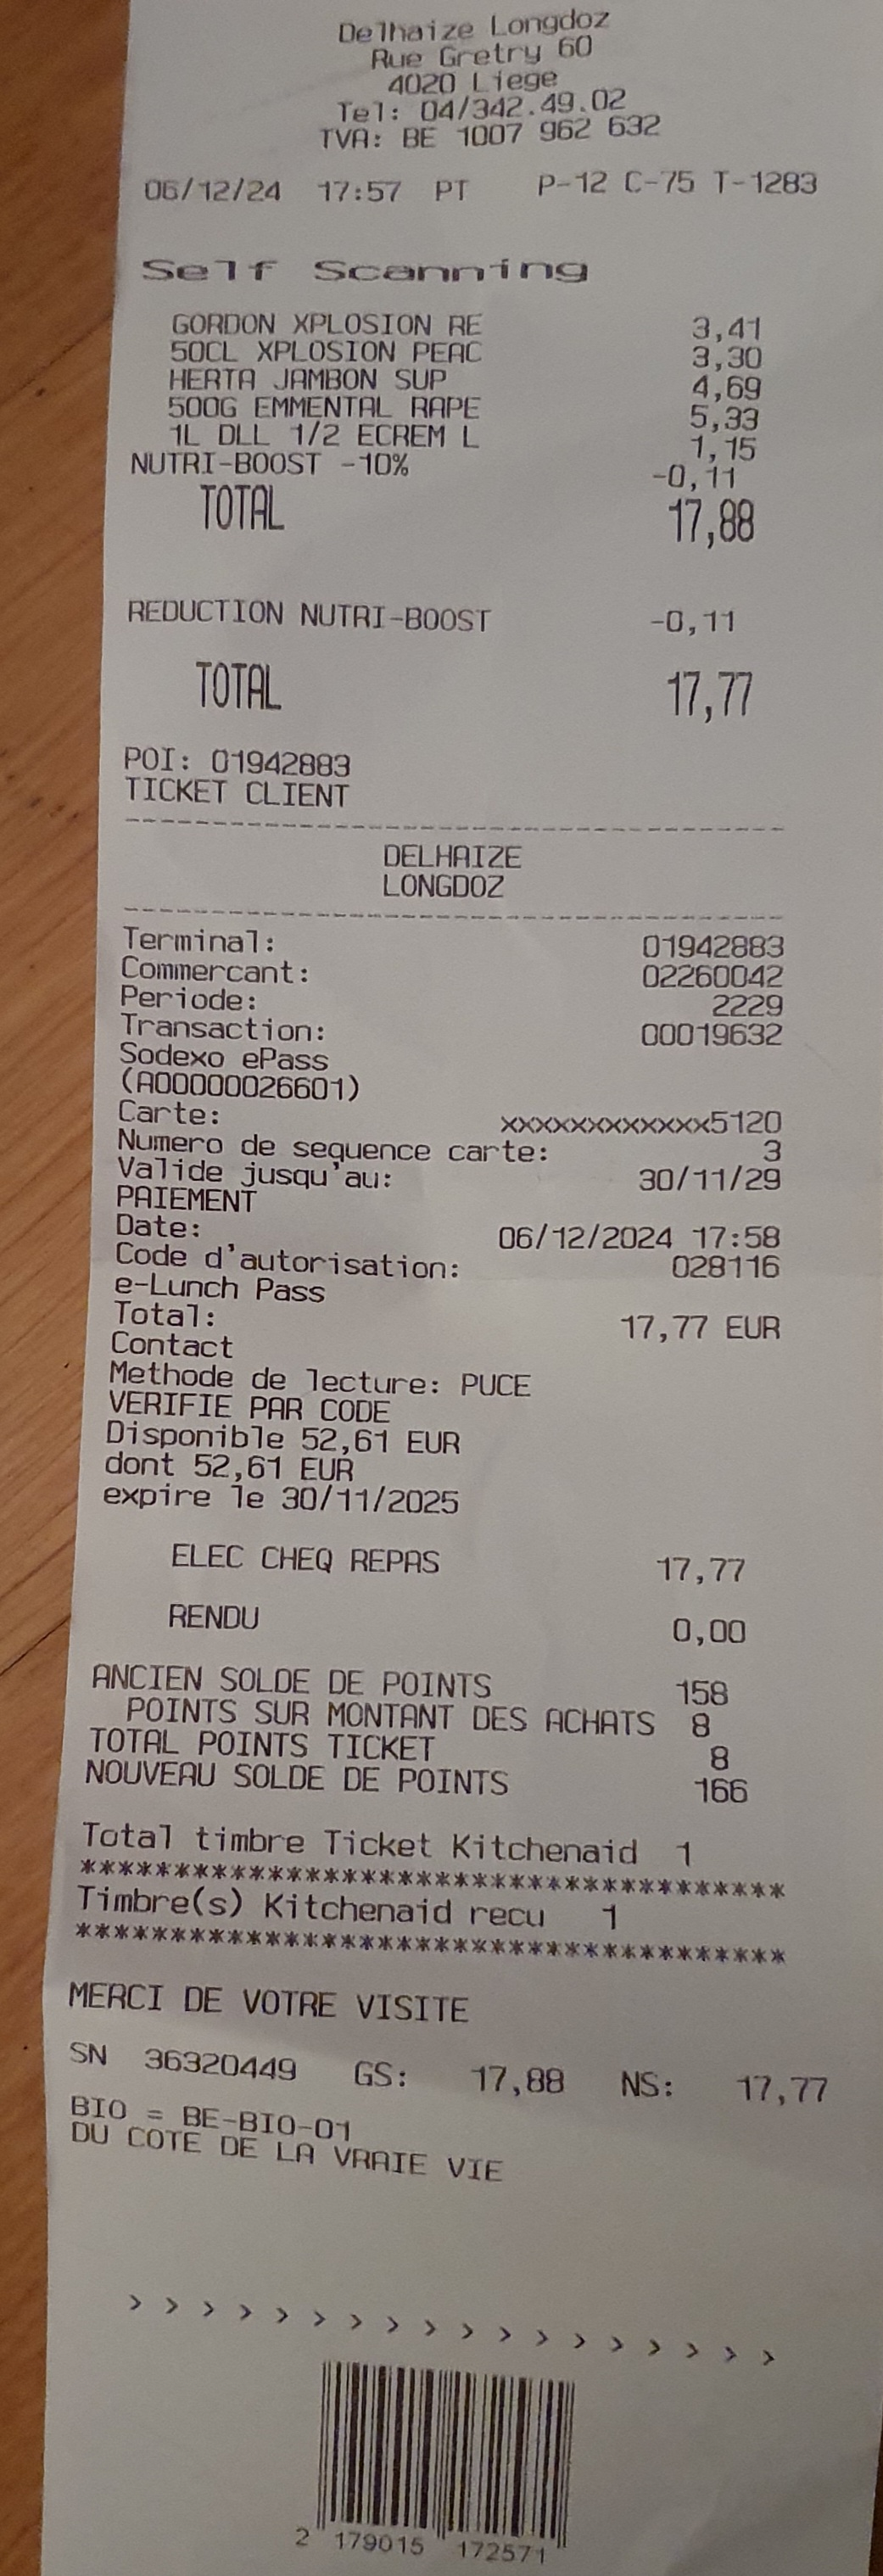 Delhaize Longdoz
Rue Gretry 60
4020 Liege
Tel: 04/342.49.02
TVA: BE 1007 962 632
06/12/24 17:57 PT P-12 C-75 T-1283
Self Scanning
GORDON XPLOSION RE 3,41
50CL XPLOSION PEAC 3,30
HERTA JAMBON SUP 4,69
500G EMMENTAL RAPE 5,33
1L DLL 1/2 ECREM L 1,15
NUTRI-BOOST -10% -0,11
TOTAL 17,88
REDUCTION NUTRI-BOOST -0,11
TOTAL 17,77
POI: 01942883
TICKET CLIENT
DELHAIZE
LONGDOZ
Terminal: 01942883
Commercant: 02260042
Periode: 2229
Transaction: 00019632
Sodexo ePass
(A00000026601)
Carte: xxxxxxxxxxxx5120
Numero de sequence carte: 3
Valide jusqu'au: 30/11/29
PAIEMENT
Date: 06/12/2024 17:58
Code d'autorisation: 028116
e-Lunch Pass
Total: 17,77 EUR
Contact
Methode de lecture: PUCE
VERIFIE PAR CODE
Disponible 52,61 EUR
dont 52,61 EUR
expire le 30/11/2025
ELEC CHEQ REPAS 17,77
RENDU 0,00
ANCIEN SOLDE DE POINTS 158
POINTS SUR MONTANT DES ACHATS 8
TOTAL POINTS TICKET 8
NOUVEAU SOLDE DE POINTS 166
Total timbre Ticket Kitchenaid 1
**************************************
Timbre(s) Kitchenaid recu 1
**************************************
MERCI DE VOTRE VISITE
SN 36320449 GS: 17,88 NS: 17,77
BIO = BE-BIO-01
DU COTE DE LA VRAIE VIE
> > > > > > > > > > > > > > > > > >
2 179015 172571